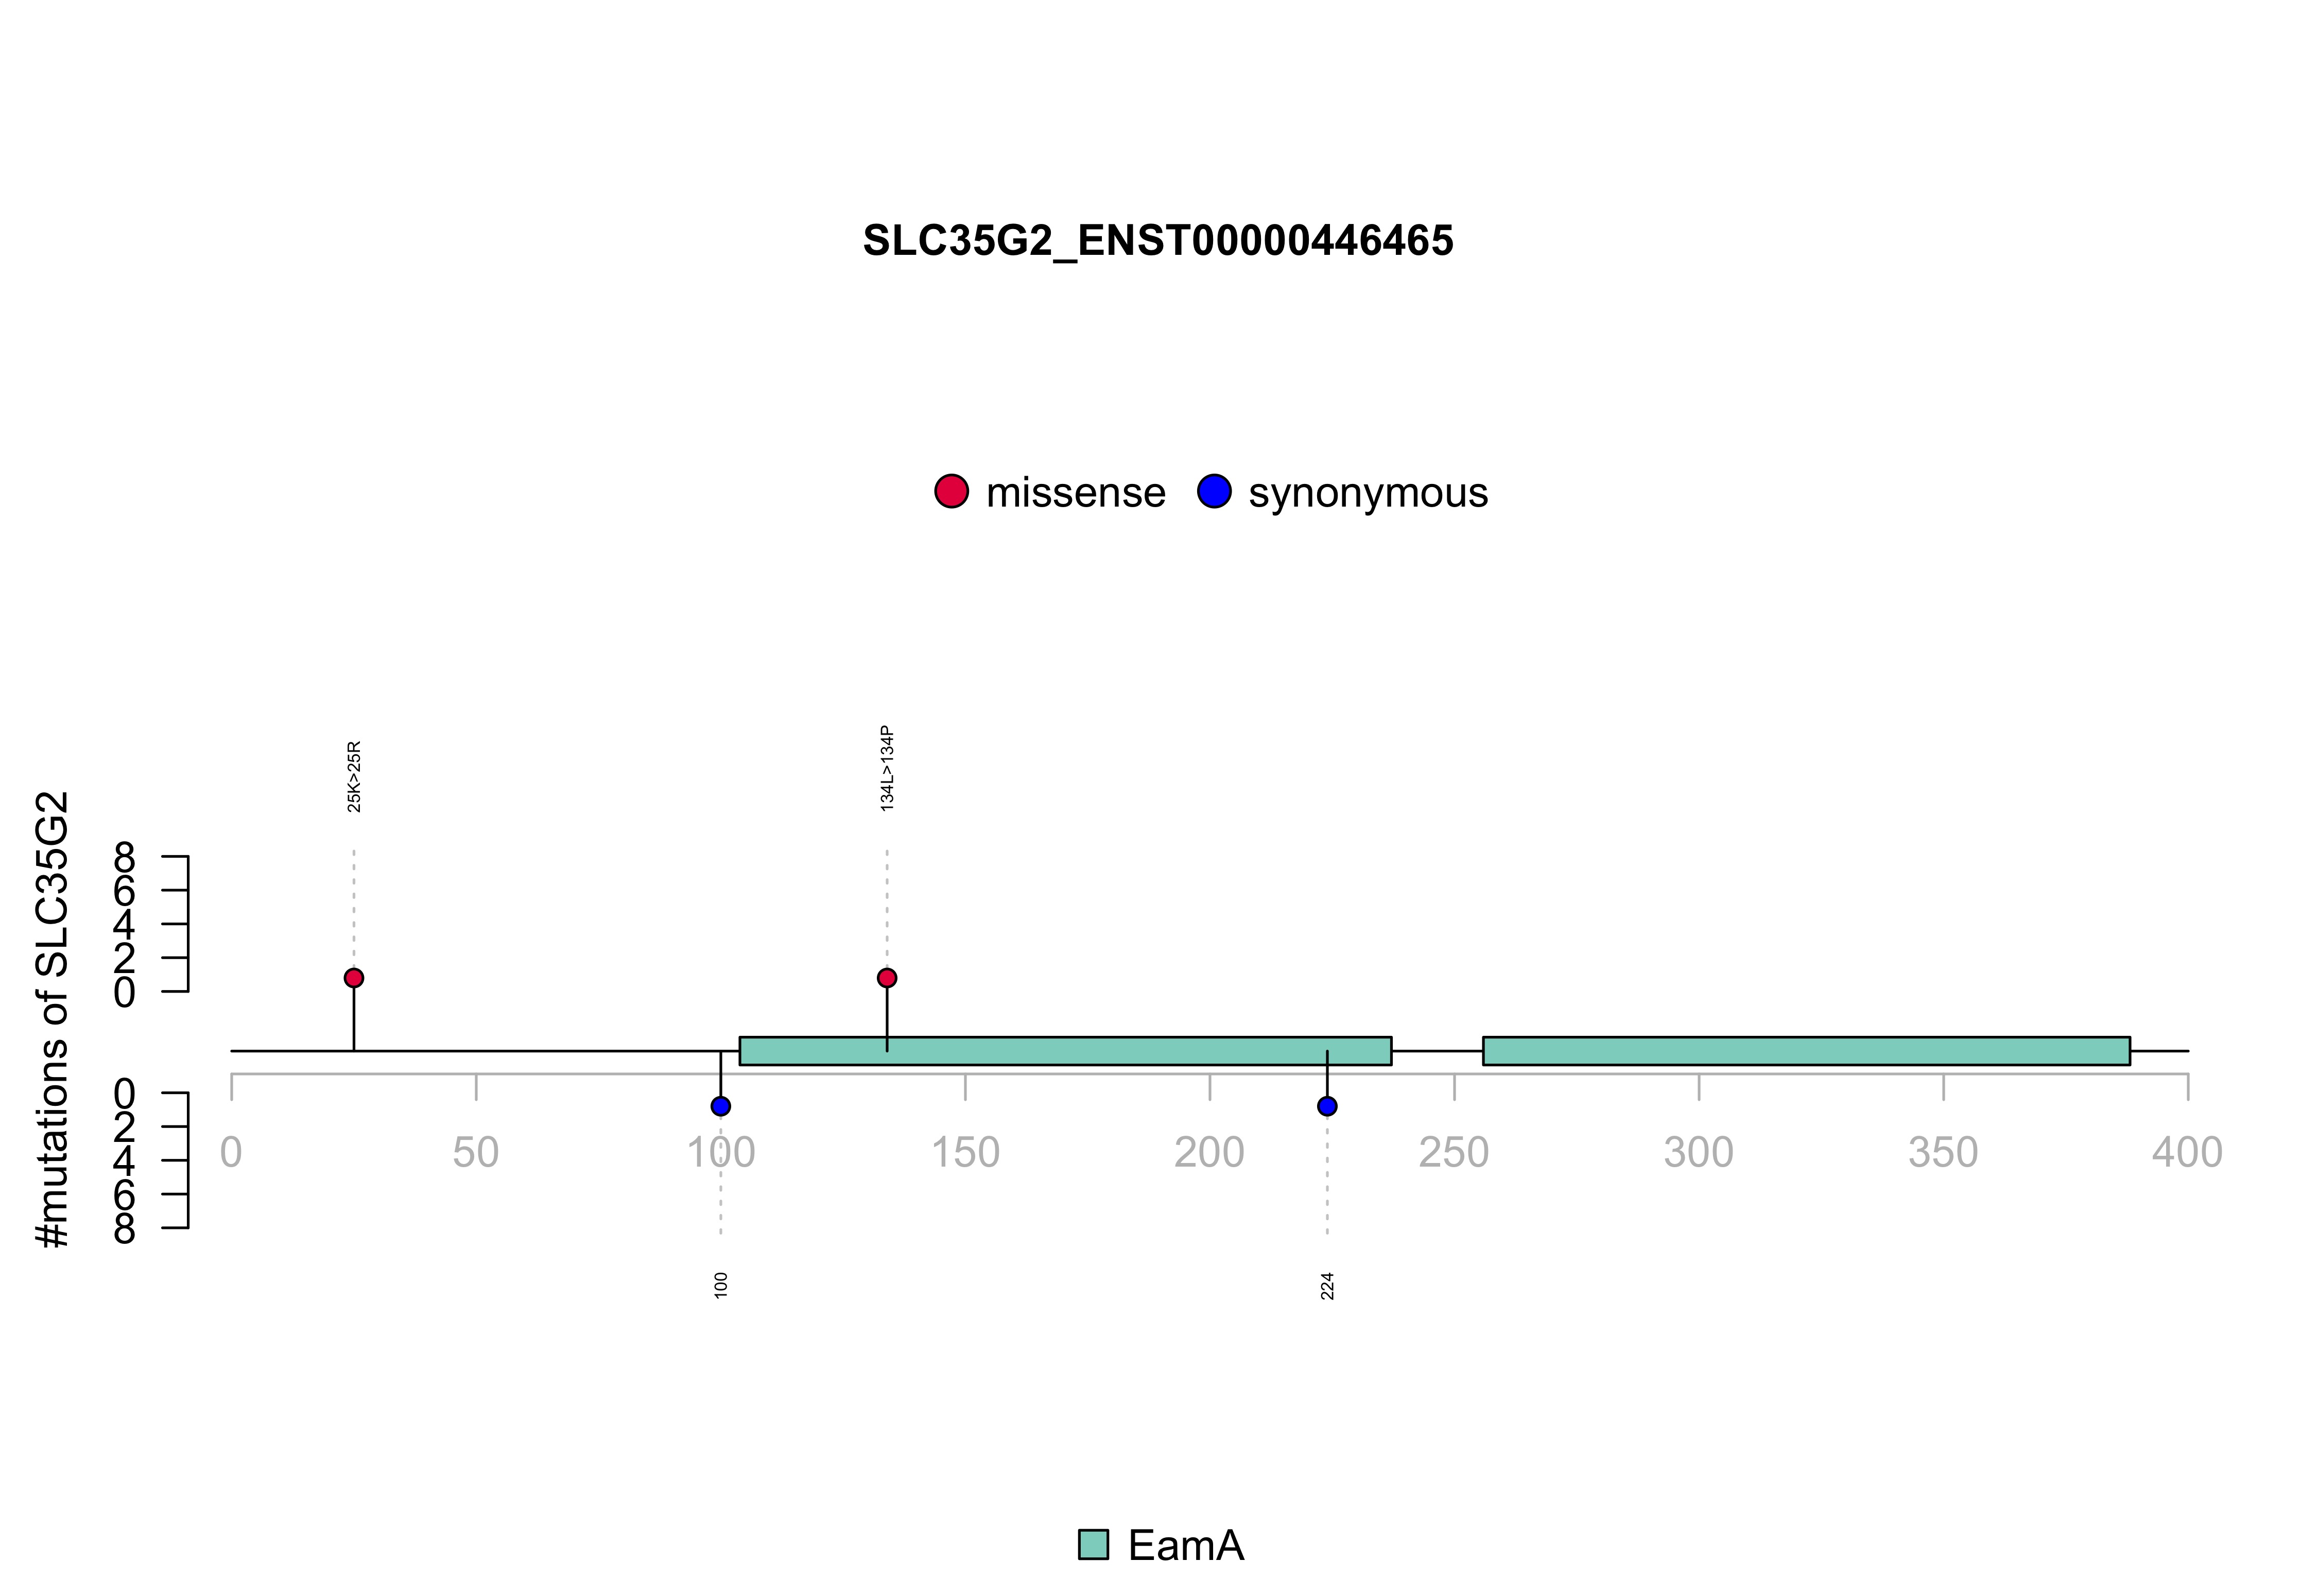 SLC35G2_ENST00000446465
missense
synonymous
25K>25R
134L>134P
#mutations of SLC35G2
8
6
4
2
0
0
2
4
6
8
0 50 100 150 200 250 300 350 400
100
224
EamA